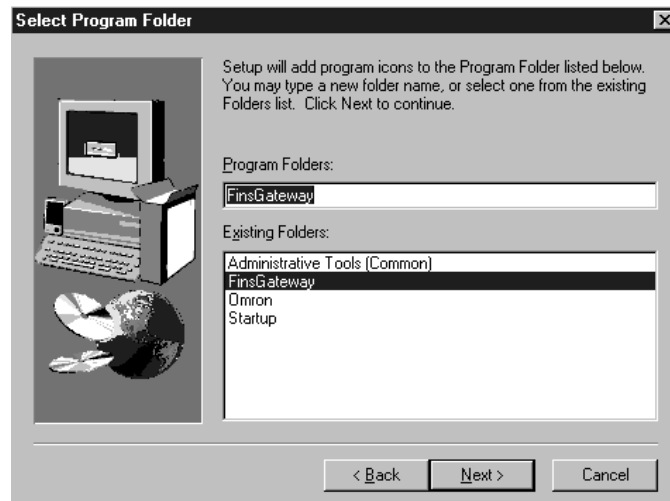 Select Program Folder
Setup will add program icons to the Program Folder listed below.
You may type a new folder name, or select one from the existing
Folders list. Click Next to continue.
Program Folders:
FinsGateway
Existing Folders:
Administrative Tools (Common)
FinsGateway
Omron
Startup
< Back
Next >
Cancel